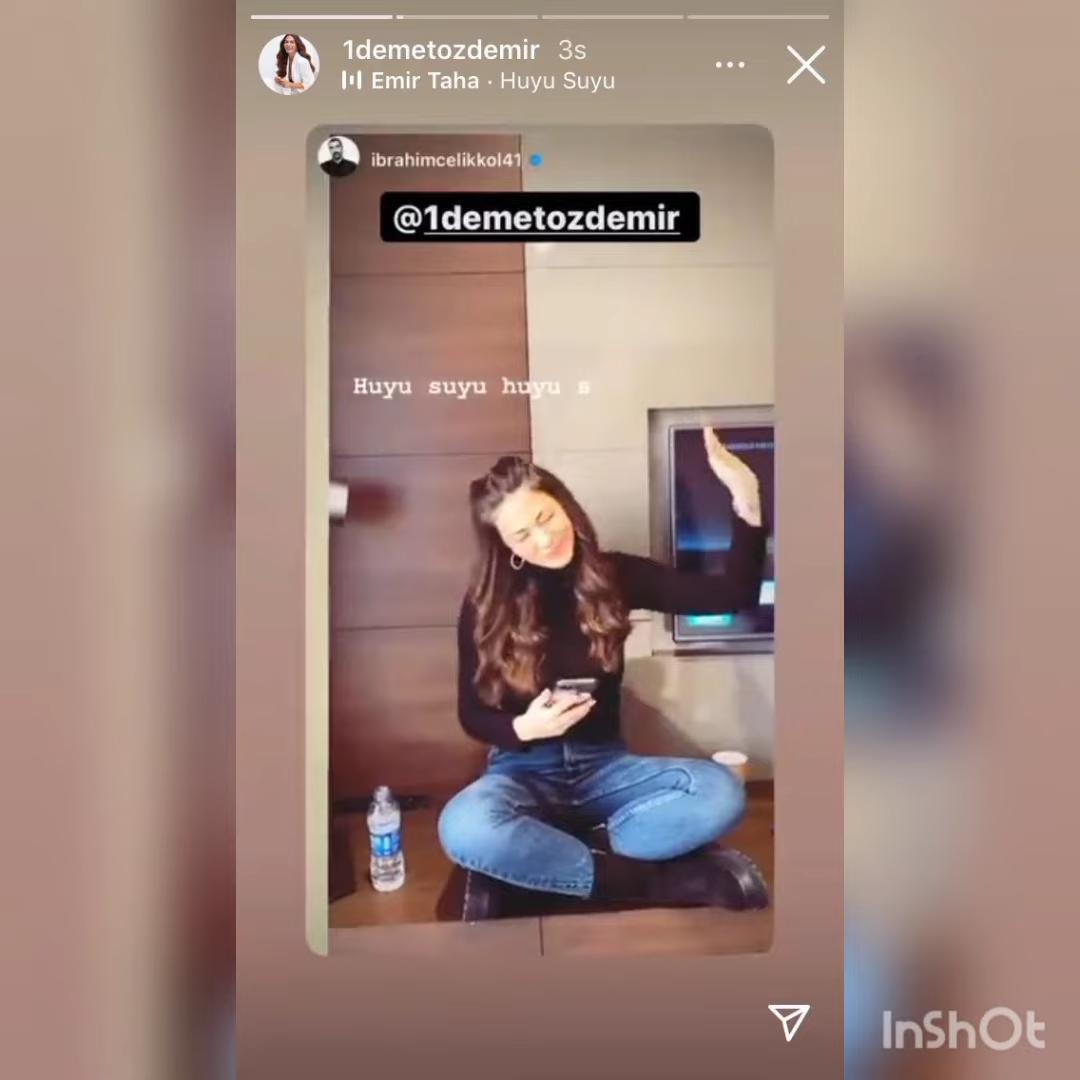 1demetozdemir 3s
Emir Taha · Huyu Suyu
ibrahimcelikkol41
@1demetozdemir
Huyu suyu huyu s
InShOt